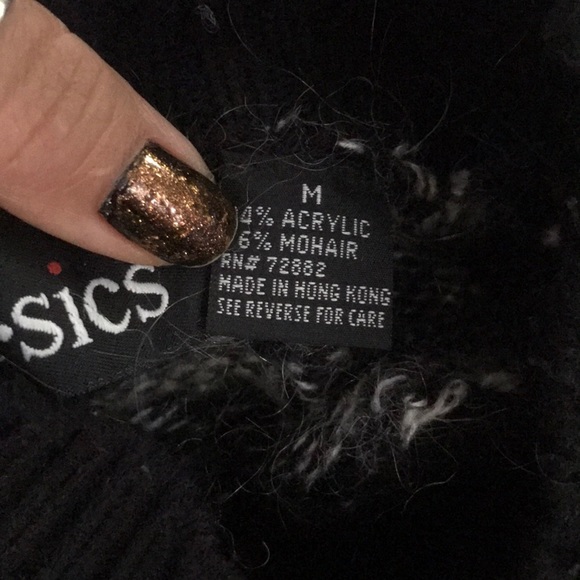 M
4% ACRYLIC
6% MOHAIR
RN# 72882
MADE IN HONG KONG
SEE REVERSE FOR CARE
SICS